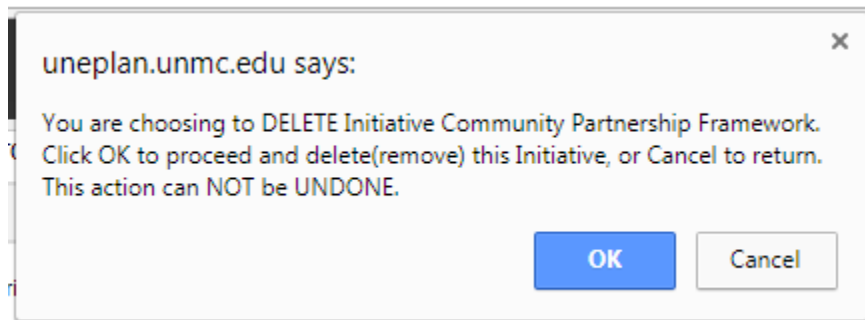 uneplan.unmc.edu says:
You are choosing to DELETE Initiative Community Partnership Framework.
Click OK to proceed and delete(remove) this Initiative, or Cancel to return.
This action can NOT be UNDONE.
OK
Cancel